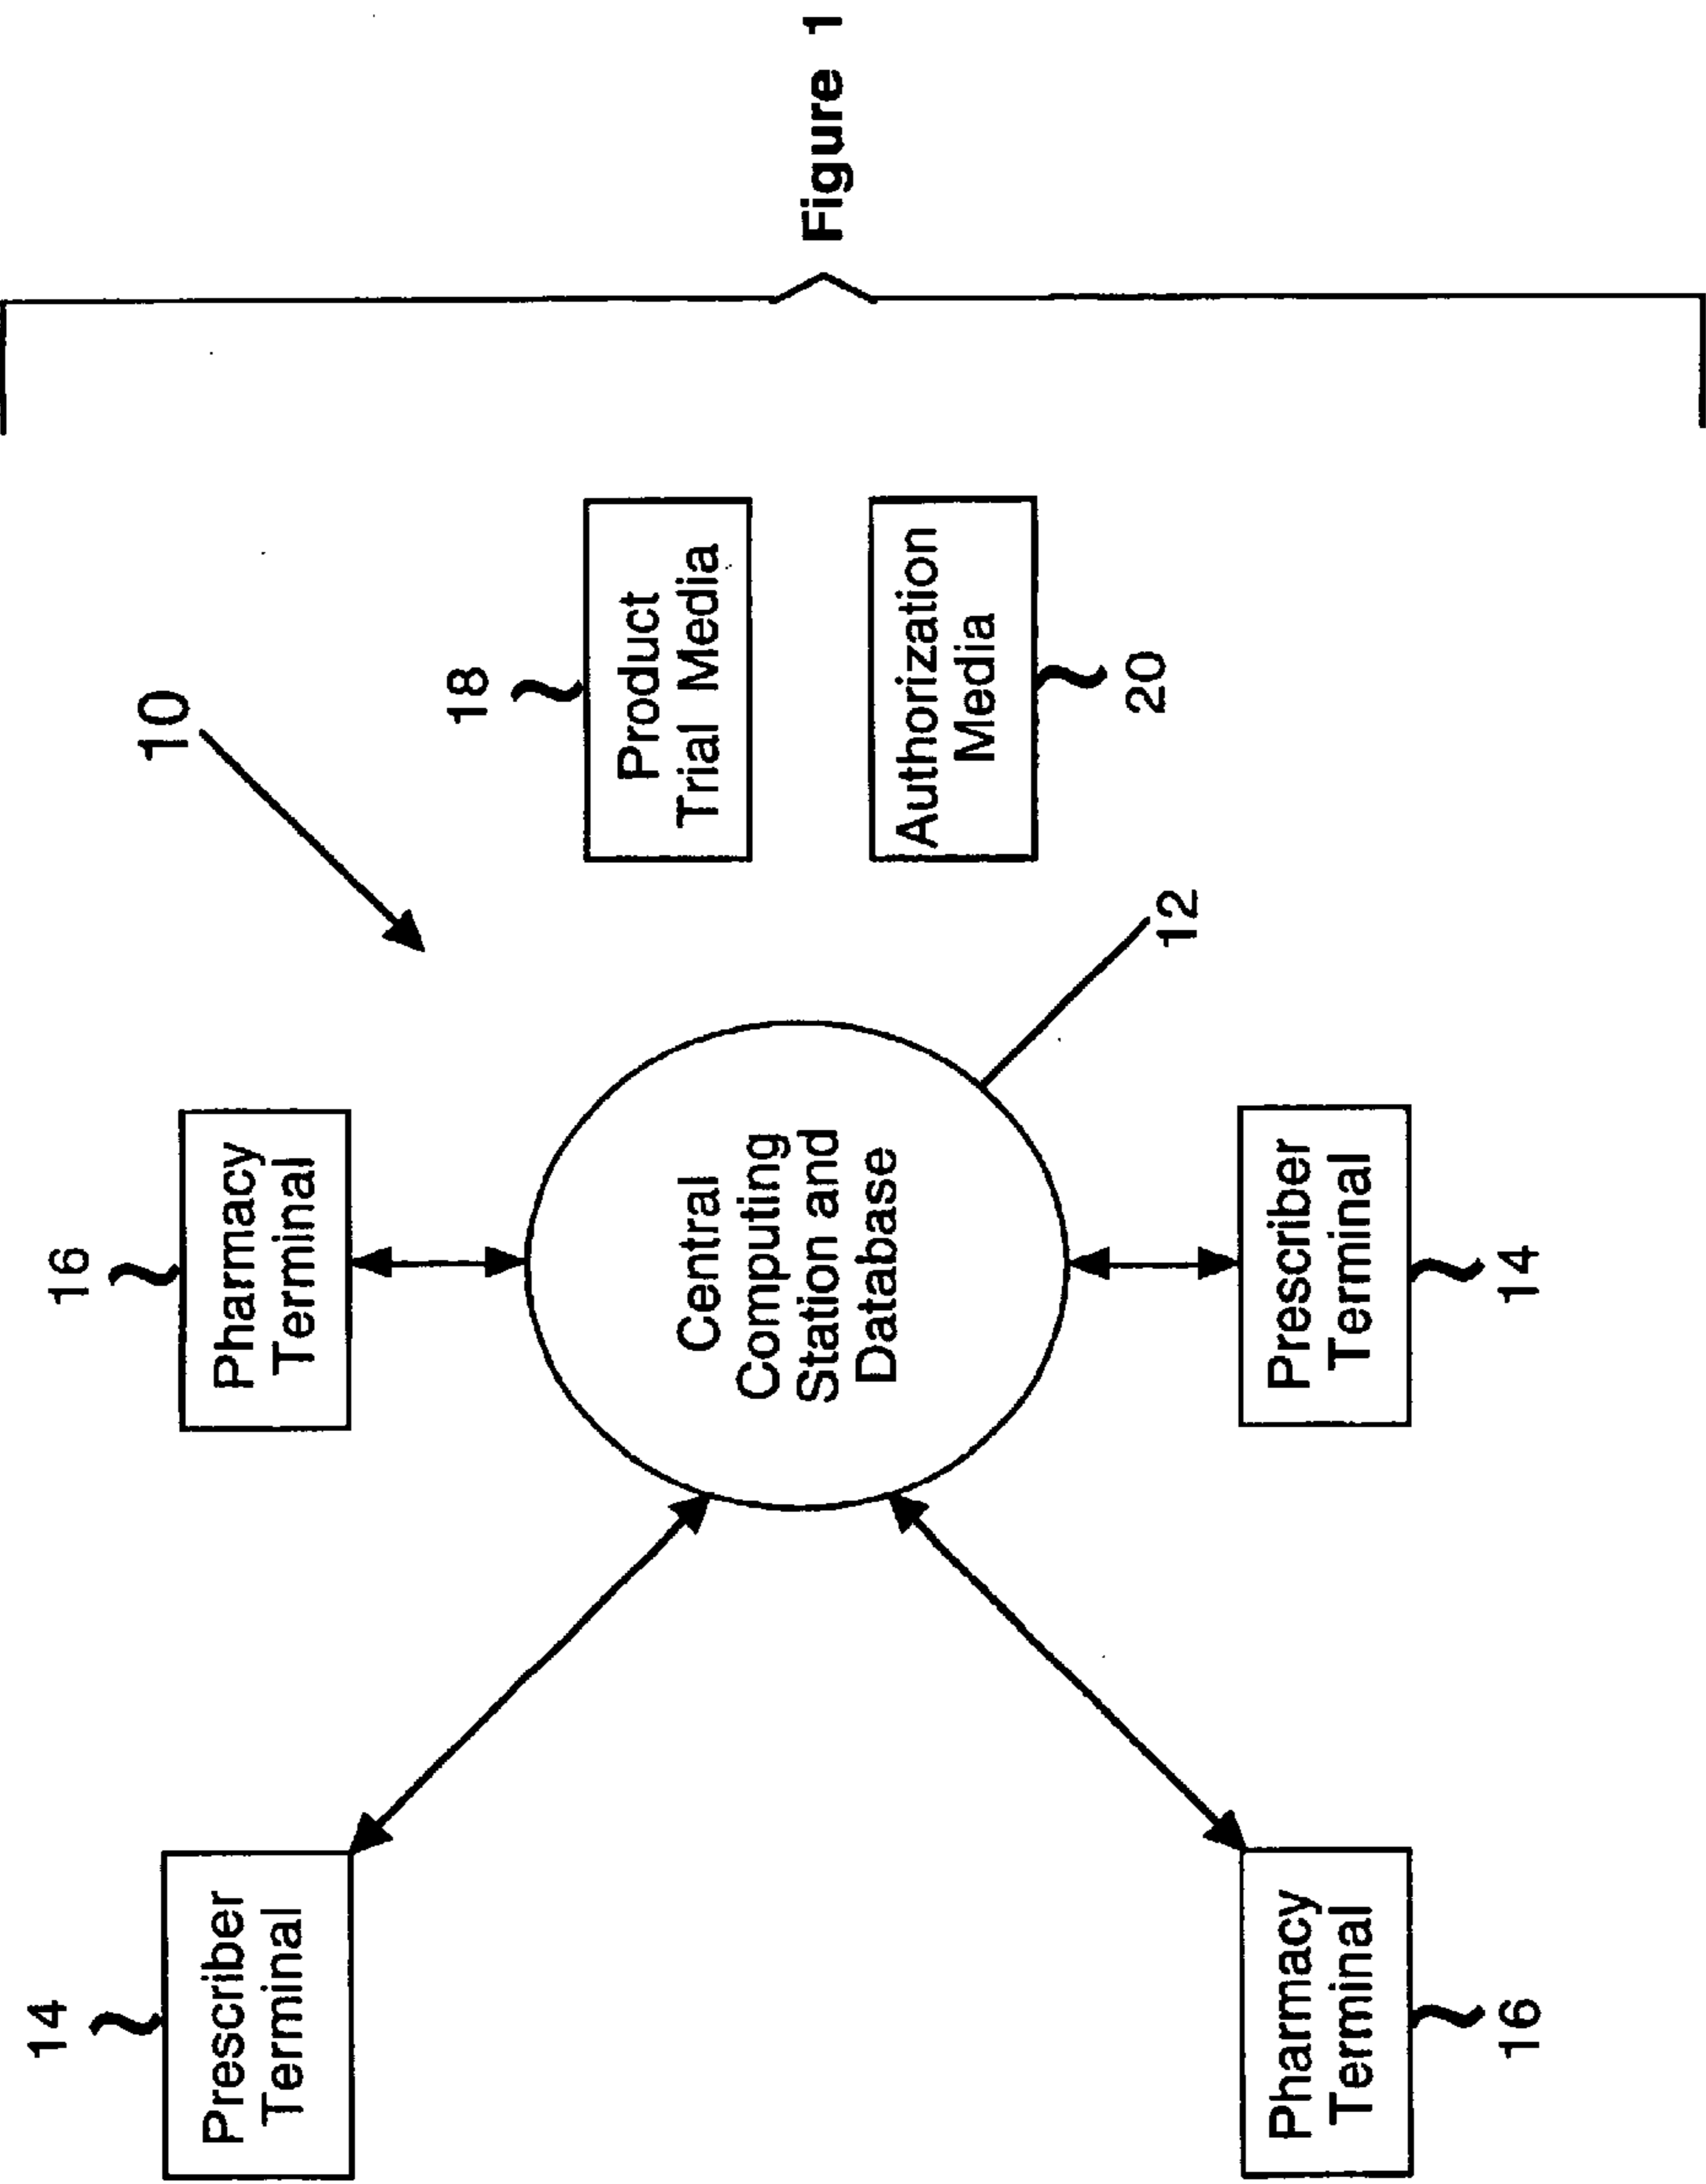 14
Prescriber
Terminal
16
Pharmacy
Terminal
10
18
Product
Trial Media
Central
Computing
Station and
Database
Authorization
Media
20
12
Pharmacy
Terminal
16
Prescriber
Terminal
14
Figure 1